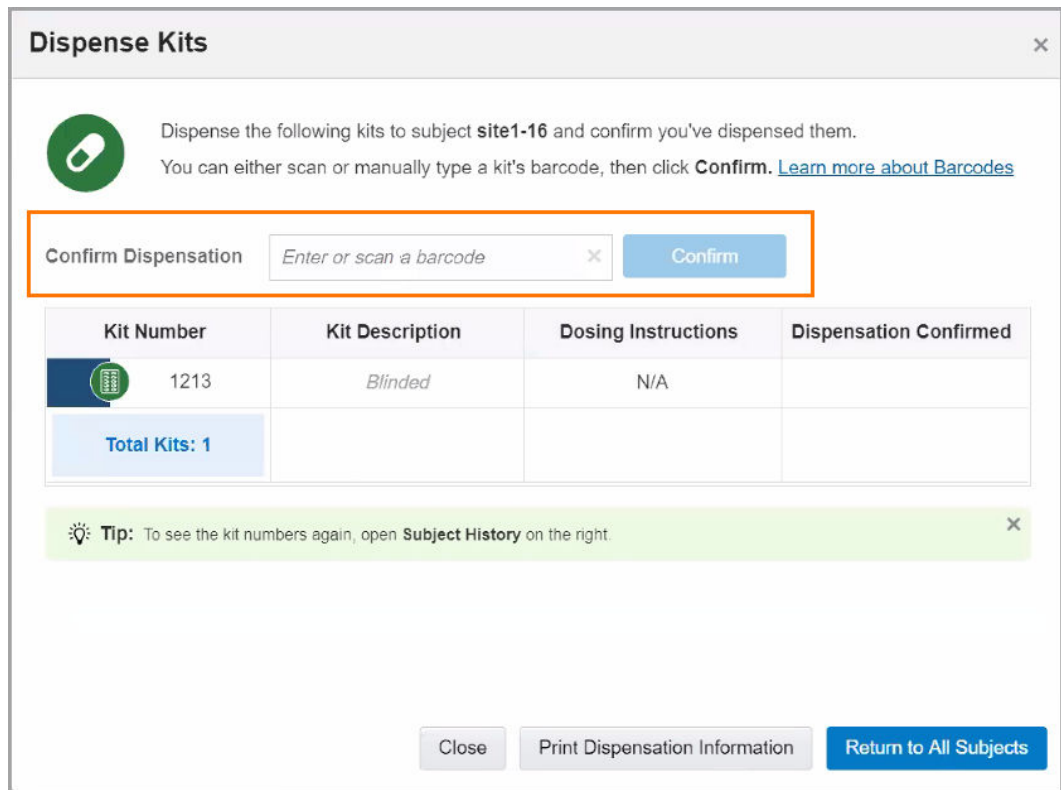 Dispense Kits
Dispense the following kits to subject site1-16 and confirm you've dispensed them.
You can either scan or manually type a kit's barcode, then click Confirm. Learn more about Barcodes
Confirm Dispensation Enter or scan a barcode Confirm
Kit Number Kit Description Dosing Instructions Dispensation Confirmed
1213 Blinded N/A
Total Kits: 1
Tip: To see the kit numbers again, open Subject History on the right.
Close Print Dispensation Information Return to All Subjects